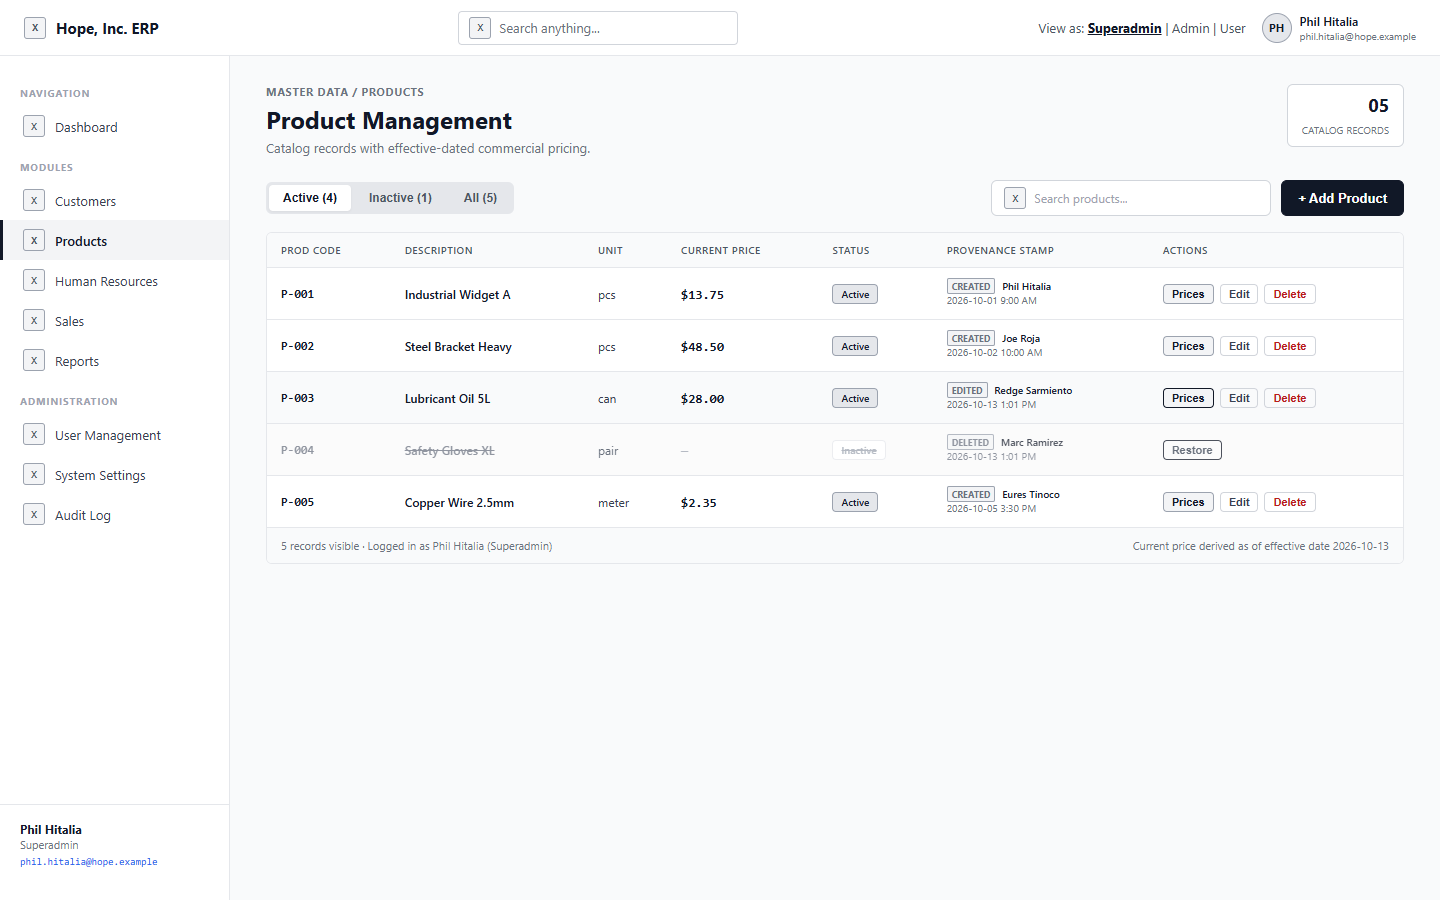 X Hope, Inc. ERP
X Search anything...
View as: Superadmin | Admin | User
PH
Phil Hitalia
phil.hitalia@hope.example
NAVIGATION
X Dashboard
MODULES
X Customers
X Products
X Human Resources
X Sales
X Reports
ADMINISTRATION
X User Management
X System Settings
X Audit Log
Phil Hitalia
Superadmin
phil.hitalia@hope.example
MASTER DATA / PRODUCTS
Product Management
Catalog records with effective-dated commercial pricing.
05
CATALOG RECORDS
Active (4) Inactive (1) All (5)
X Search products...
+ Add Product
PROD CODE DESCRIPTION UNIT CURRENT PRICE STATUS PROVENANCE STAMP ACTIONS
P-001 Industrial Widget A pcs $13.75 Active CREATED Phil Hitalia Prices Edit Delete
2026-10-01 9:00 AM
P-002 Steel Bracket Heavy pcs $48.50 Active CREATED Joe Roja Prices Edit Delete
2026-10-02 10:00 AM
P-003 Lubricant Oil 5L can $28.00 Active EDITED Redge Sarmiento Prices Edit Delete
2026-10-13 1:01 PM
P-004 Safety Gloves XL pair — Inactive DELETED Marc Ramirez Restore
2026-10-13 1:01 PM
P-005 Copper Wire 2.5mm meter $2.35 Active CREATED Eures Tinoco Prices Edit Delete
2026-10-05 3:30 PM
5 records visible · Logged in as Phil Hitalia (Superadmin)
Current price derived as of effective date 2026-10-13